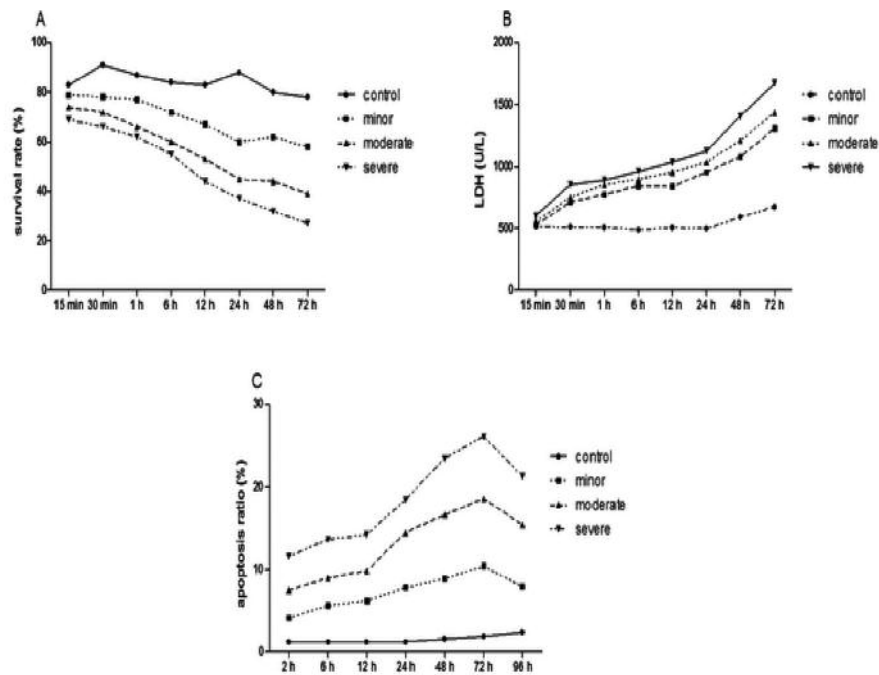 A
survival rate (%)
100
80
60
40
20
0
15 min 30 min 1 h 6 h 12 h 24 h 48 h 72 h
control
minor
moderate
severe
B
LDH (U/L)
2000
1500
1000
500
0
15 min 30 min 1 h 6 h 12 h 24 h 48 h 72 h
control
minor
moderate
severe
C
apoptosis ratio (%)
30
20
10
0
2 h 6 h 12 h 24 h 48 h 72 h 96 h
control
minor
moderate
severe